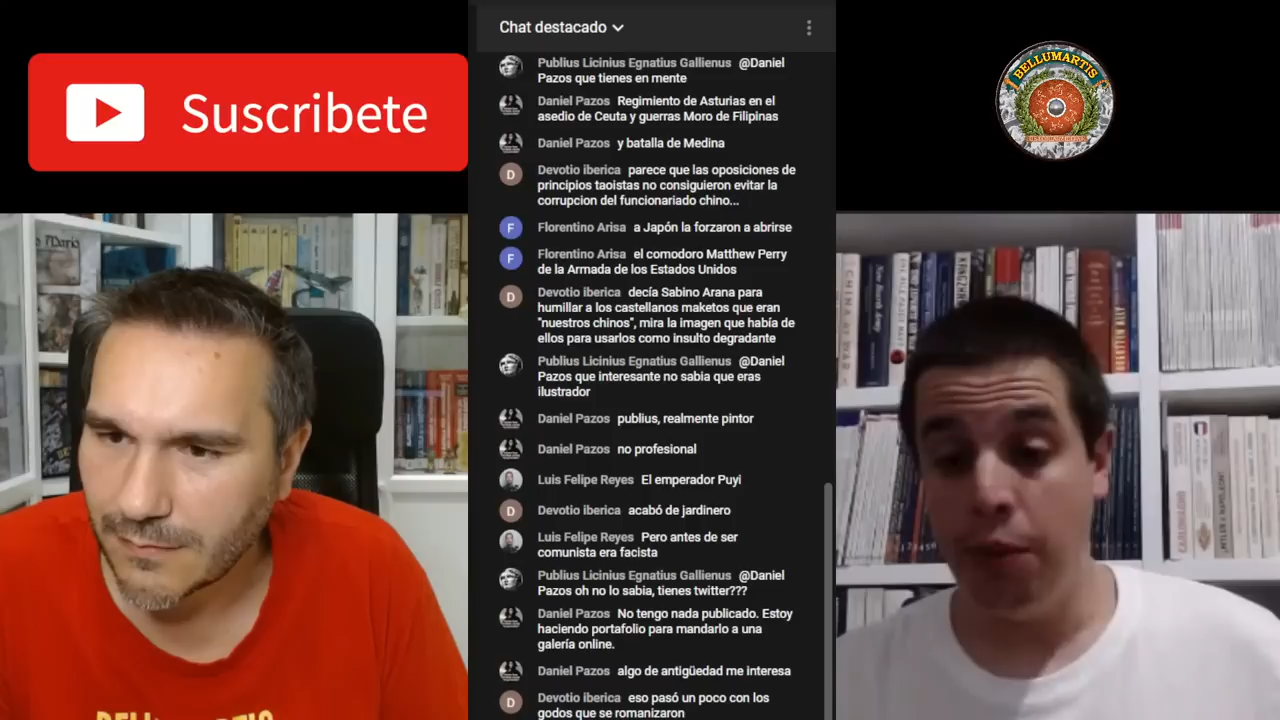 Suscribete
Chat destacado
Publius Licinius Egnatius Gallienus @Daniel
Pazos que tienes en mente
Daniel Pazos Regimiento de Asturias en el
asedio de Ceuta y guerras Moro de Filipinas
Daniel Pazos y batalla de Medina
Devotio iberica parece que las oposiciones de
principios taoistas no consiguieron evitar la
corrupcion del funcionariado chino...
Florentino Arisa a Japón la forzaron a abrirse
Florentino Arisa el comodoro Matthew Perry
de la Armada de los Estados Unidos
Devotio iberica decía Sabino Arana para
humillar a los castellanos maketos que eran
"nuestros chinos", mira la imagen que había de
ellos para usarlos como insulto degradante
Publius Licinius Egnatius Gallienus @Daniel
Pazos que interesante no sabia que eras
ilustrador
Daniel Pazos publius, realmente pintor
Daniel Pazos no profesional
Luis Felipe Reyes El emperador Puyi
Devotio iberica acabó de jardinero
Luis Felipe Reyes Pero antes de ser
comunista era facista
Publius Licinius Egnatius Gallienus @Daniel
Pazos oh no lo sabia, tienes twitter???
Daniel Pazos No tengo nada publicado. Estoy
haciendo portafolio para mandarlo a una
galería online.
Daniel Pazos algo de antigüedad me interesa
Devotio iberica eso pasó un poco con los
godos que se romanizaron
D
F
F
D
D
D
BELLUMARTIS
CHINA AT WAR
FORGOTTEN ALLY
BELLUMARTIS